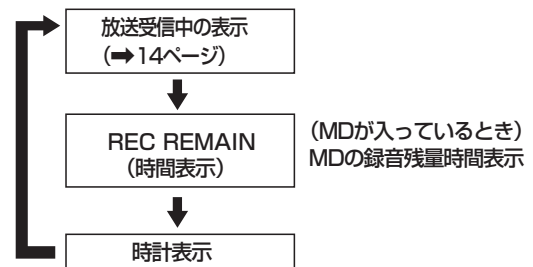 放送受信中の表示
(➡14ページ)
REC REMAIN
(時間表示)
(MDが入っているとき)
MDの録音残量時間表示
時計表示